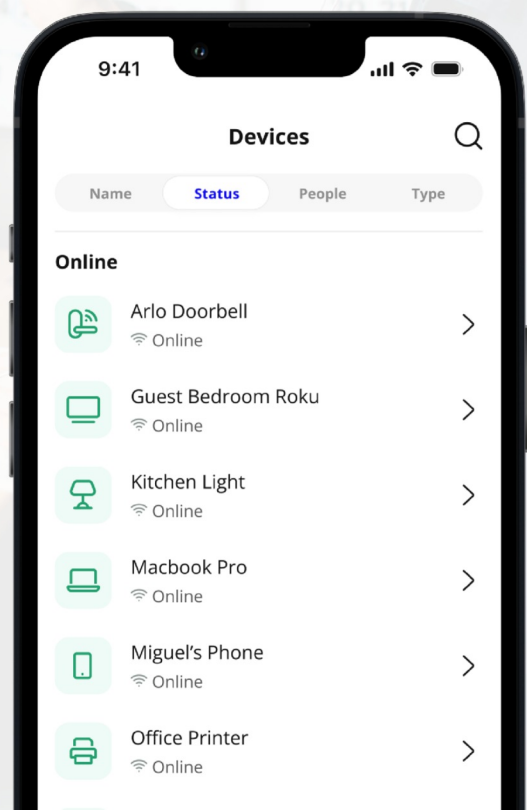 9:41
Devices
Name Status People Type
Online
Arlo Doorbell
Online
Guest Bedroom Roku
Online
Kitchen Light
Online
Macbook Pro
Online
Miguel’s Phone
Online
Office Printer
Online